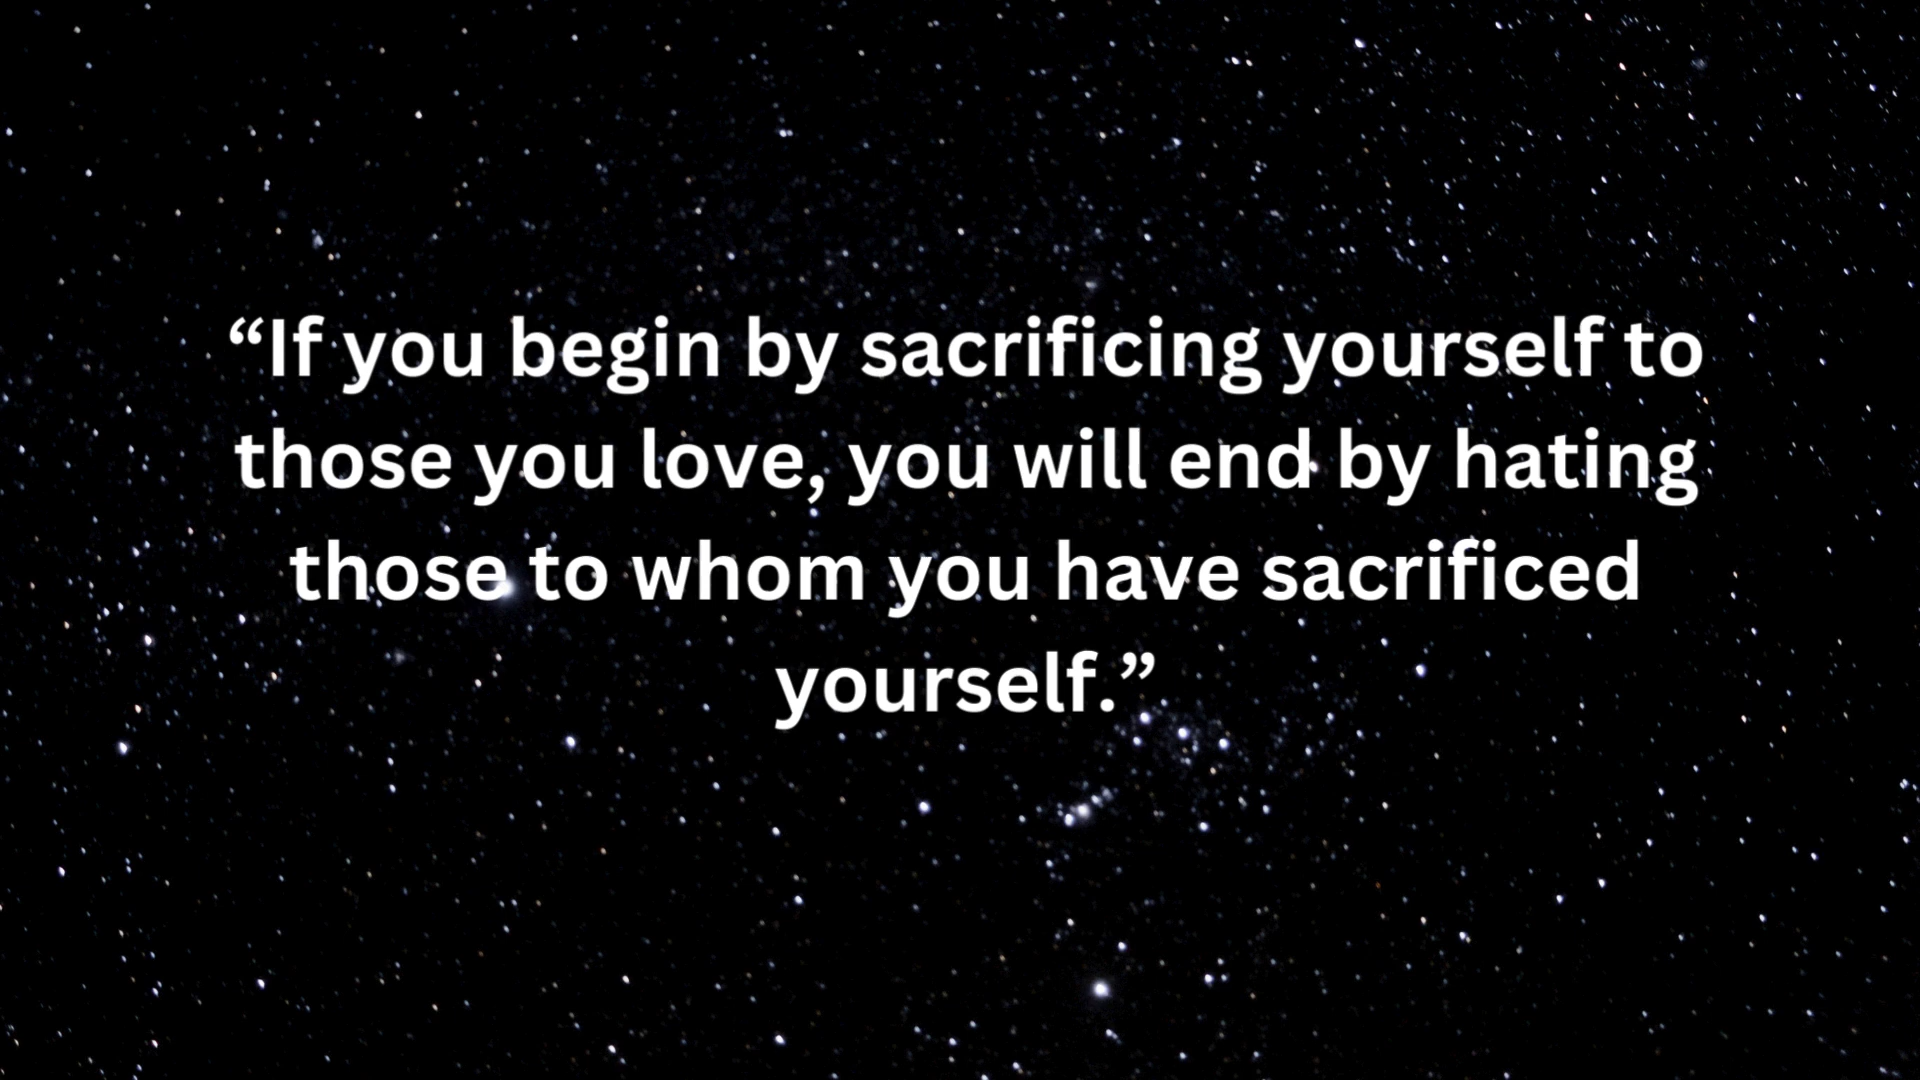 “If you begin by sacrificing yourself to
those you love, you will end by hating
those to whom you have sacrificed
yourself.”